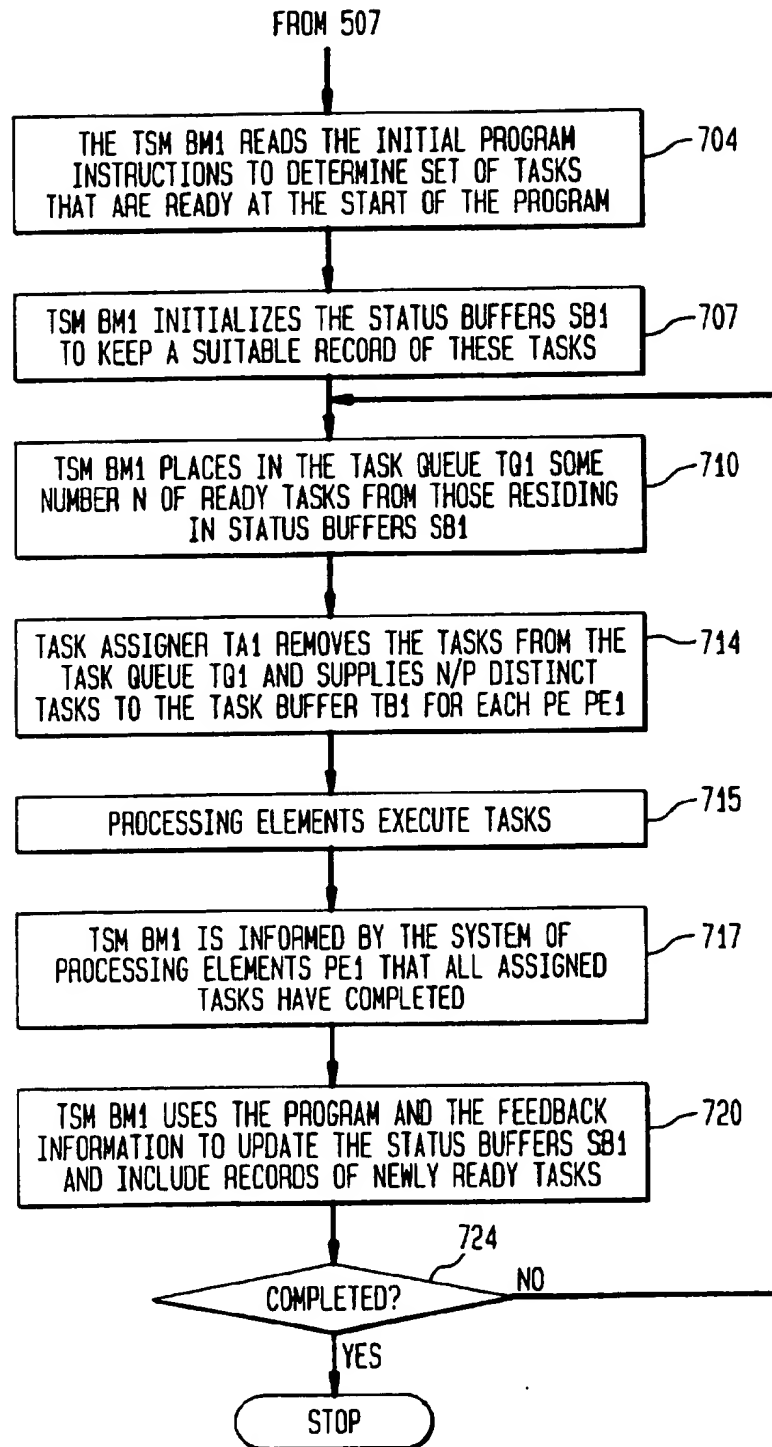 FROM 507
THE TSM BM1 READS THE INITIAL PROGRAM
INSTRUCTIONS TO DETERMINE SET OF TASKS
THAT ARE READY AT THE START OF THE PROGRAM
704
TSM BM1 INITIALIZES THE STATUS BUFFERS SB1
TO KEEP A SUITABLE RECORD OF THESE TASKS
707
TSM BM1 PLACES IN THE TASK QUEUE TQ1 SOME
NUMBER N OF READY TASKS FROM THOSE RESIDING
IN STATUS BUFFERS SB1
710
TASK ASSIGNER TA1 REMOVES THE TASKS FROM THE
TASK QUEUE TQ1 AND SUPPLIES N/P DISTINCT
TASKS TO THE TASK BUFFER TB1 FOR EACH PE PE1
714
PROCESSING ELEMENTS EXECUTE TASKS
715
TSM BM1 IS INFORMED BY THE SYSTEM OF
PROCESSING ELEMENTS PE1 THAT ALL ASSIGNED
TASKS HAVE COMPLETED
717
TSM BM1 USES THE PROGRAM AND THE FEEDBACK
INFORMATION TO UPDATE THE STATUS BUFFERS SB1
AND INCLUDE RECORDS OF NEWLY READY TASKS
720
724
COMPLETED?
NO
YES
STOP